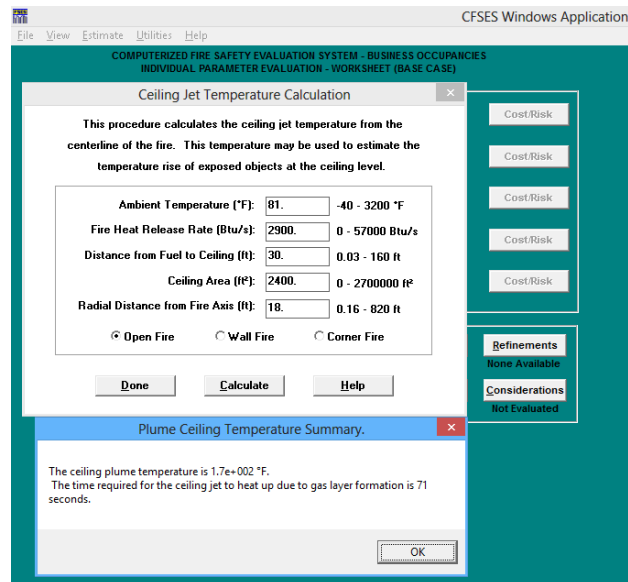 CFSES Windows Application
File View Estimate Utilities Help
COMPUTERIZED FIRE SAFETY EVALUATION SYSTEM - BUSINESS OCCUPANCIES
INDIVIDUAL PARAMETER EVALUATION - WORKSHEET (BASE CASE)
Ceiling Jet Temperature Calculation
This procedure calculates the ceiling jet temperature from the
centerline of the fire. This temperature may be used to estimate the
temperature rise of exposed objects at the ceiling level.
Ambient Temperature (°F): 81. -40 - 3200 °F
Fire Heat Release Rate (Btu/s): 2900. 0 - 57000 Btu/s
Distance from Fuel to Ceiling (ft): 30. 0.03 - 160 ft
Ceiling Area (ft²): 2400. 0 - 2700000 ft²
Radial Distance from Fire Axis (ft): 18. 0.16 - 820 ft
Open Fire Wall Fire Corner Fire
Done Calculate Help
Cost/Risk
Cost/Risk
Cost/Risk
Cost/Risk
Cost/Risk
Refinements
None Available
Considerations
Not Evaluated
Plume Ceiling Temperature Summary.
The ceiling plume temperature is 1.7e+002 °F.
The time required for the ceiling jet to heat up due to gas layer formation is 71
seconds.
OK